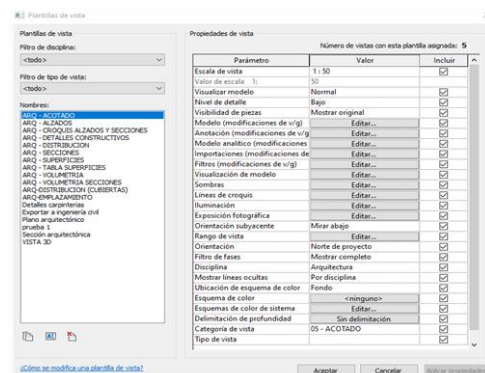 Plantillas de vista
Plantillas de vista
Filtro de disciplina:
<todo>
Filtro de tipo de vista:
<todo>
Nombres:
ARQ - ACOTADO
ARQ - ALZADOS
ARQ - CROQUIS ALZADOS Y SECCIONES
ARQ - DETALLES CONSTRUCTIVOS
ARQ - DISTRIBUCION
ARQ - SECCIONES
ARQ - SUPERFICIES
ARQ - TABLA SUPERFICIES
ARQ - VOLUMETRIA
ARQ - VOLUMETRIA SECCIONES
ARQ-DISTRIBUCION (CUBIERTAS)
ARQ-EMPLAZAMIENTO
Detalles carpinterias
Exportar a ingeniería civil
Plano arquitectónico
prueba 1
Sección arquitectónica
VISTA 3D
¿Cómo se modifica una plantilla de vista?
Propiedades de vista
Número de vistas con esta plantilla asignada: 5
Parámetro Valor Incluir
Escala de vista 1 : 50
Valor de escala 1: 50
Visualizar modelo Normal
Nivel de detalle Bajo
Visibilidad de piezas Mostrar original
Modelo (modificaciones de v/g) Editar...
Anotación (modificaciones de v/g Editar...
Modelo analítico (modificaciones Editar...
Importaciones (modificaciones de Editar...
Filtros (modificaciones de v/g) Editar...
Visualización de modelo Editar...
Sombras Editar...
Líneas de croquis Editar...
Iluminación Editar...
Exposición fotográfica Editar...
Orientación subyacente Mirar abajo
Rango de vista Editar...
Orientación Norte de proyecto
Filtro de fases Mostrar completo
Disciplina Arquitectura
Mostrar líneas ocultas Por disciplina
Ubicación de esquema de color Fondo
Esquema de color <ninguno>
Esquemas de color de sistema Editar...
Delimitación de profundidad Sin delimitación
Categoría de vista 05 - ACOTADO
Tipo de vista
Aceptar Cancelar Aplicar propiedades